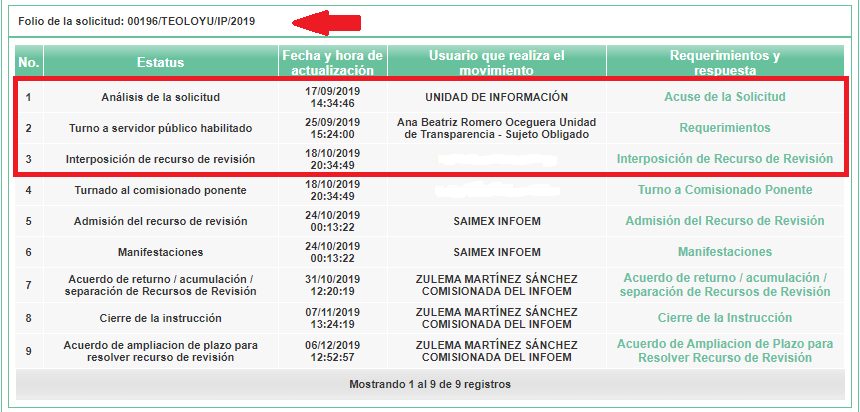 Folio de la solicitud: 00196/TEOLOYU/IP/2019
No. Estatus Fecha y hora de actualización Usuario que realiza el movimiento Requerimientos y respuesta
1 Análisis de la solicitud 17/09/2019 14:34:46 UNIDAD DE INFORMACIÓN Acuse de la Solicitud
2 Turno a servidor público habilitado 25/09/2019 15:24:00 Ana Beatriz Romero Oceguera Unidad de Transparencia - Sujeto Obligado Requerimientos
3 Interposición de recurso de revisión 18/10/2019 20:34:49 Interposición de Recurso de Revisión
4 Turnado al comisionado ponente 18/10/2019 20:34:49 Turno a Comisionado Ponente
5 Admisión del recurso de revisión 24/10/2019 00:13:22 SAIMEX INFOEM Admisión del Recurso de Revisión
6 Manifestaciones 24/10/2019 00:13:22 SAIMEX INFOEM Manifestaciones
7 Acuerdo de returno / acumulación / separación de Recursos de Revisión 31/10/2019 12:20:19 ZULEMA MARTÍNEZ SÁNCHEZ COMISIONADA DEL INFOEM Acuerdo de returno / acumulación / separación de Recursos de Revisión
8 Cierre de la instrucción 07/11/2019 13:24:19 ZULEMA MARTÍNEZ SÁNCHEZ COMISIONADA DEL INFOEM Cierre de la Instrucción
9 Acuerdo de ampliacion de plazo para resolver recurso de revisión 06/12/2019 12:52:57 ZULEMA MARTÍNEZ SÁNCHEZ COMISIONADA DEL INFOEM Acuerdo de Ampliacion de Plazo para Resolver Recurso de Revisión
Mostrando 1 al 9 de 9 registros